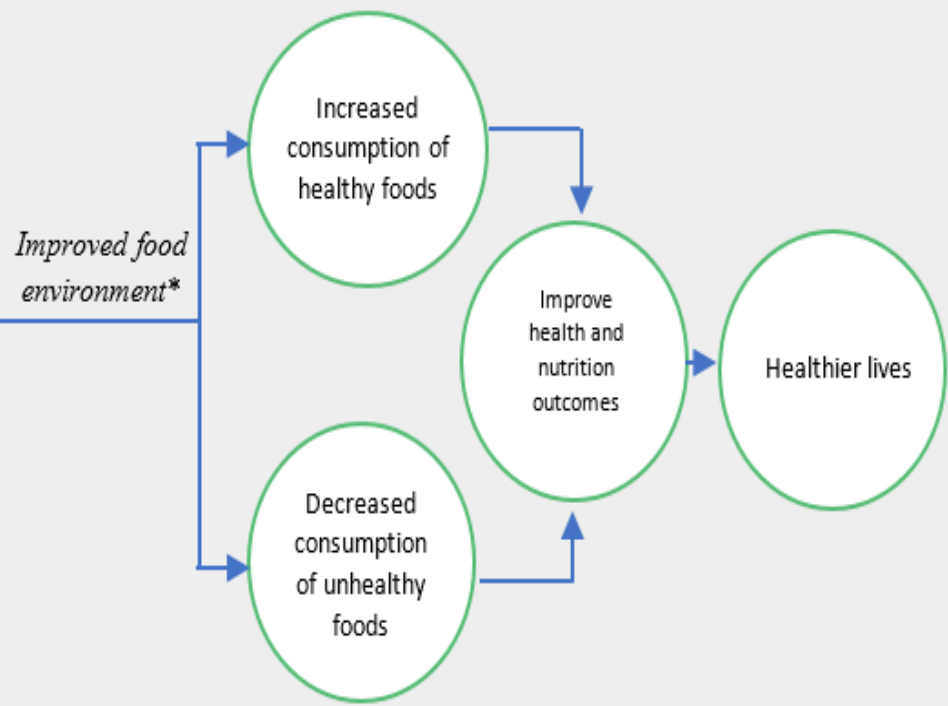 Improved food
environment*
Increased
consumption of
healthy foods
Decreased
consumption
of unhealthy
foods
Improve
health and
nutrition
outcomes
Healthier lives